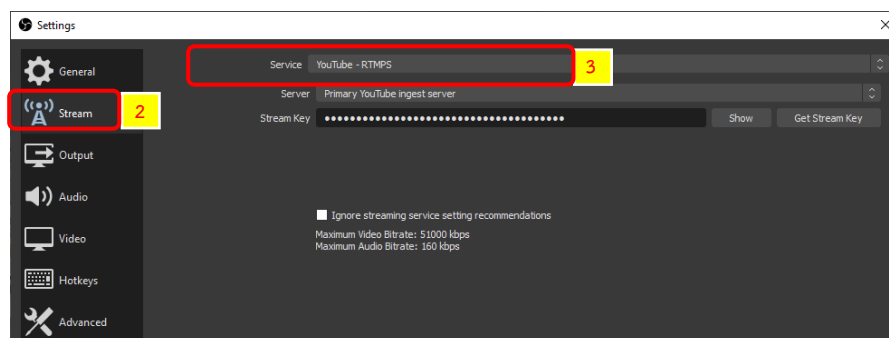 Settings
General
Service YouTube - RTMPS 3
Stream 2
Server Primary YouTube ingest server
Stream Key Show Get Stream Key
Output
Audio
Ignore streaming service setting recommendations
Maximum Video Bitrate: 51000 kbps
Maximum Audio Bitrate: 160 kbps
Video
Hotkeys
Advanced